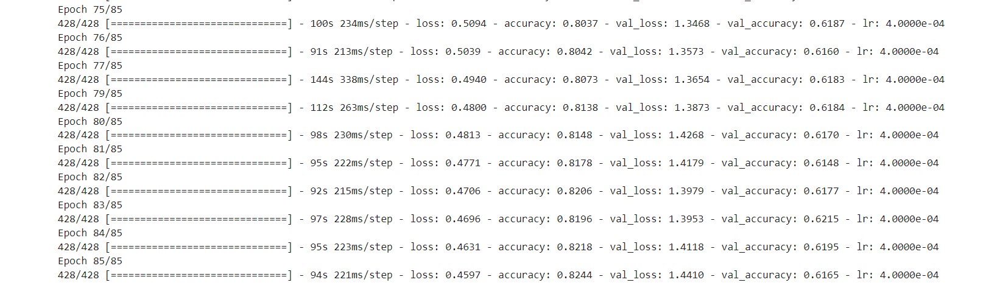 Epoch 75/85
428/428 [==============================] - 100s 234ms/step - loss: 0.5094 - accuracy: 0.8037 - val_loss: 1.3468 - val_accuracy: 0.6187 - lr: 4.0000e-04
Epoch 76/85
428/428 [==============================] - 91s 213ms/step - loss: 0.5039 - accuracy: 0.8042 - val_loss: 1.3573 - val_accuracy: 0.6160 - lr: 4.0000e-04
Epoch 77/85
428/428 [==============================] - 144s 338ms/step - loss: 0.4940 - accuracy: 0.8073 - val_loss: 1.3654 - val_accuracy: 0.6183 - lr: 4.0000e-04
Epoch 79/85
428/428 [==============================] - 112s 263ms/step - loss: 0.4800 - accuracy: 0.8138 - val_loss: 1.3873 - val_accuracy: 0.6184 - lr: 4.0000e-04
Epoch 80/85
428/428 [==============================] - 98s 230ms/step - loss: 0.4813 - accuracy: 0.8148 - val_loss: 1.4268 - val_accuracy: 0.6170 - lr: 4.0000e-04
Epoch 81/85
428/428 [==============================] - 95s 222ms/step - loss: 0.4771 - accuracy: 0.8178 - val_loss: 1.4179 - val_accuracy: 0.6148 - lr: 4.0000e-04
Epoch 82/85
428/428 [==============================] - 92s 215ms/step - loss: 0.4706 - accuracy: 0.8206 - val_loss: 1.3979 - val_accuracy: 0.6177 - lr: 4.0000e-04
Epoch 83/85
428/428 [==============================] - 97s 228ms/step - loss: 0.4696 - accuracy: 0.8196 - val_loss: 1.3953 - val_accuracy: 0.6215 - lr: 4.0000e-04
Epoch 84/85
428/428 [==============================] - 95s 223ms/step - loss: 0.4631 - accuracy: 0.8218 - val_loss: 1.4118 - val_accuracy: 0.6195 - lr: 4.0000e-04
Epoch 85/85
428/428 [==============================] - 94s 221ms/step - loss: 0.4597 - accuracy: 0.8244 - val_loss: 1.4410 - val_accuracy: 0.6165 - lr: 4.0000e-04